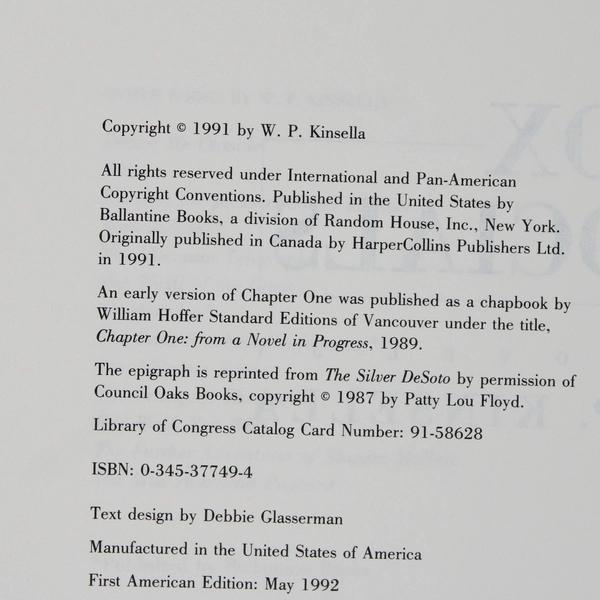 Copyright © 1991 by W. P. Kinsella
All rights reserved under International and Pan-American
Copyright Conventions. Published in the United States by
Ballantine Books, a division of Random House, Inc., New York.
Originally published in Canada by HarperCollins Publishers Ltd.
in 1991.
An early version of Chapter One was published as a chapbook by
William Hoffer Standard Editions of Vancouver under the title,
Chapter One: from a Novel in Progress, 1989.
The epigraph is reprinted from The Silver DeSoto by permission of
Council Oaks Books, copyright © 1987 by Patty Lou Floyd.
Library of Congress Catalog Card Number: 91-58628
ISBN: 0-345-37749-4
Text design by Debbie Glasserman
Manufactured in the United States of America
First American Edition: May 1992